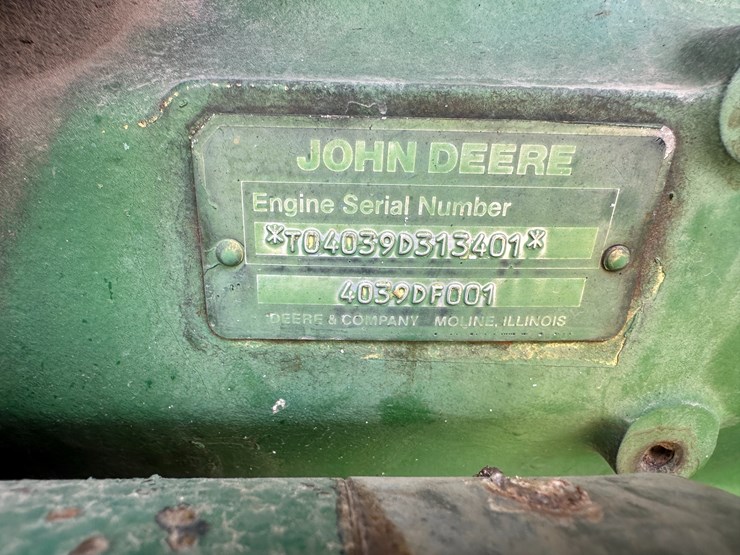 JOHN DEERE
Engine Serial Number
*T04039D313401*
4039DF001
DEERE & COMPANY MOLINE, ILLINOIS